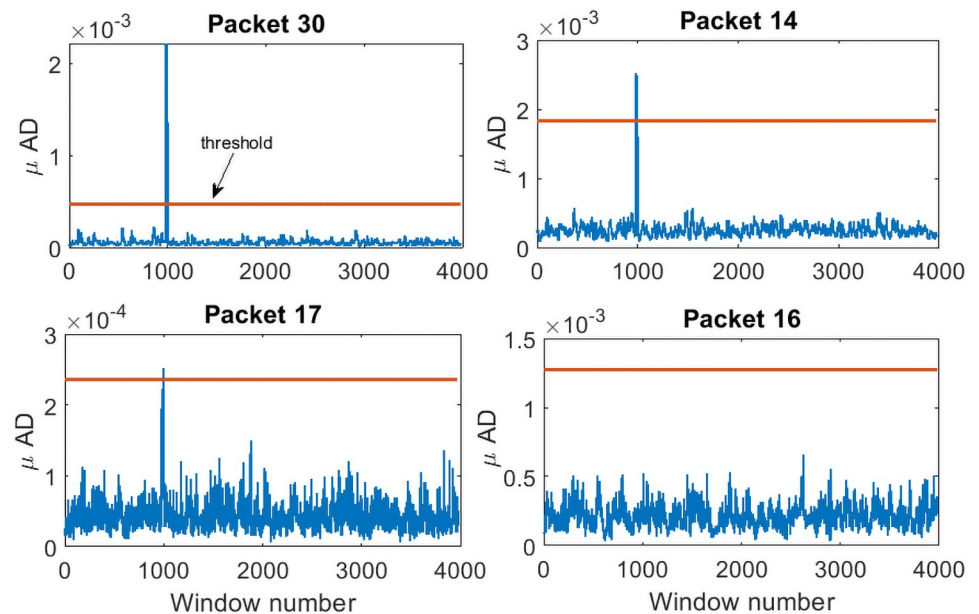 ×10⁻³ Packet 30
μ AD
2
1
0
threshold
0 1000 2000 3000 4000
×10⁻³ Packet 14
μ AD
3
2
1
0
0 1000 2000 3000 4000
×10⁻⁴ Packet 17
μ AD
3
2
1
0
0 1000 2000 3000 4000
Window number
×10⁻³ Packet 16
μ AD
1.5
1
0.5
0
0 1000 2000 3000 4000
Window number